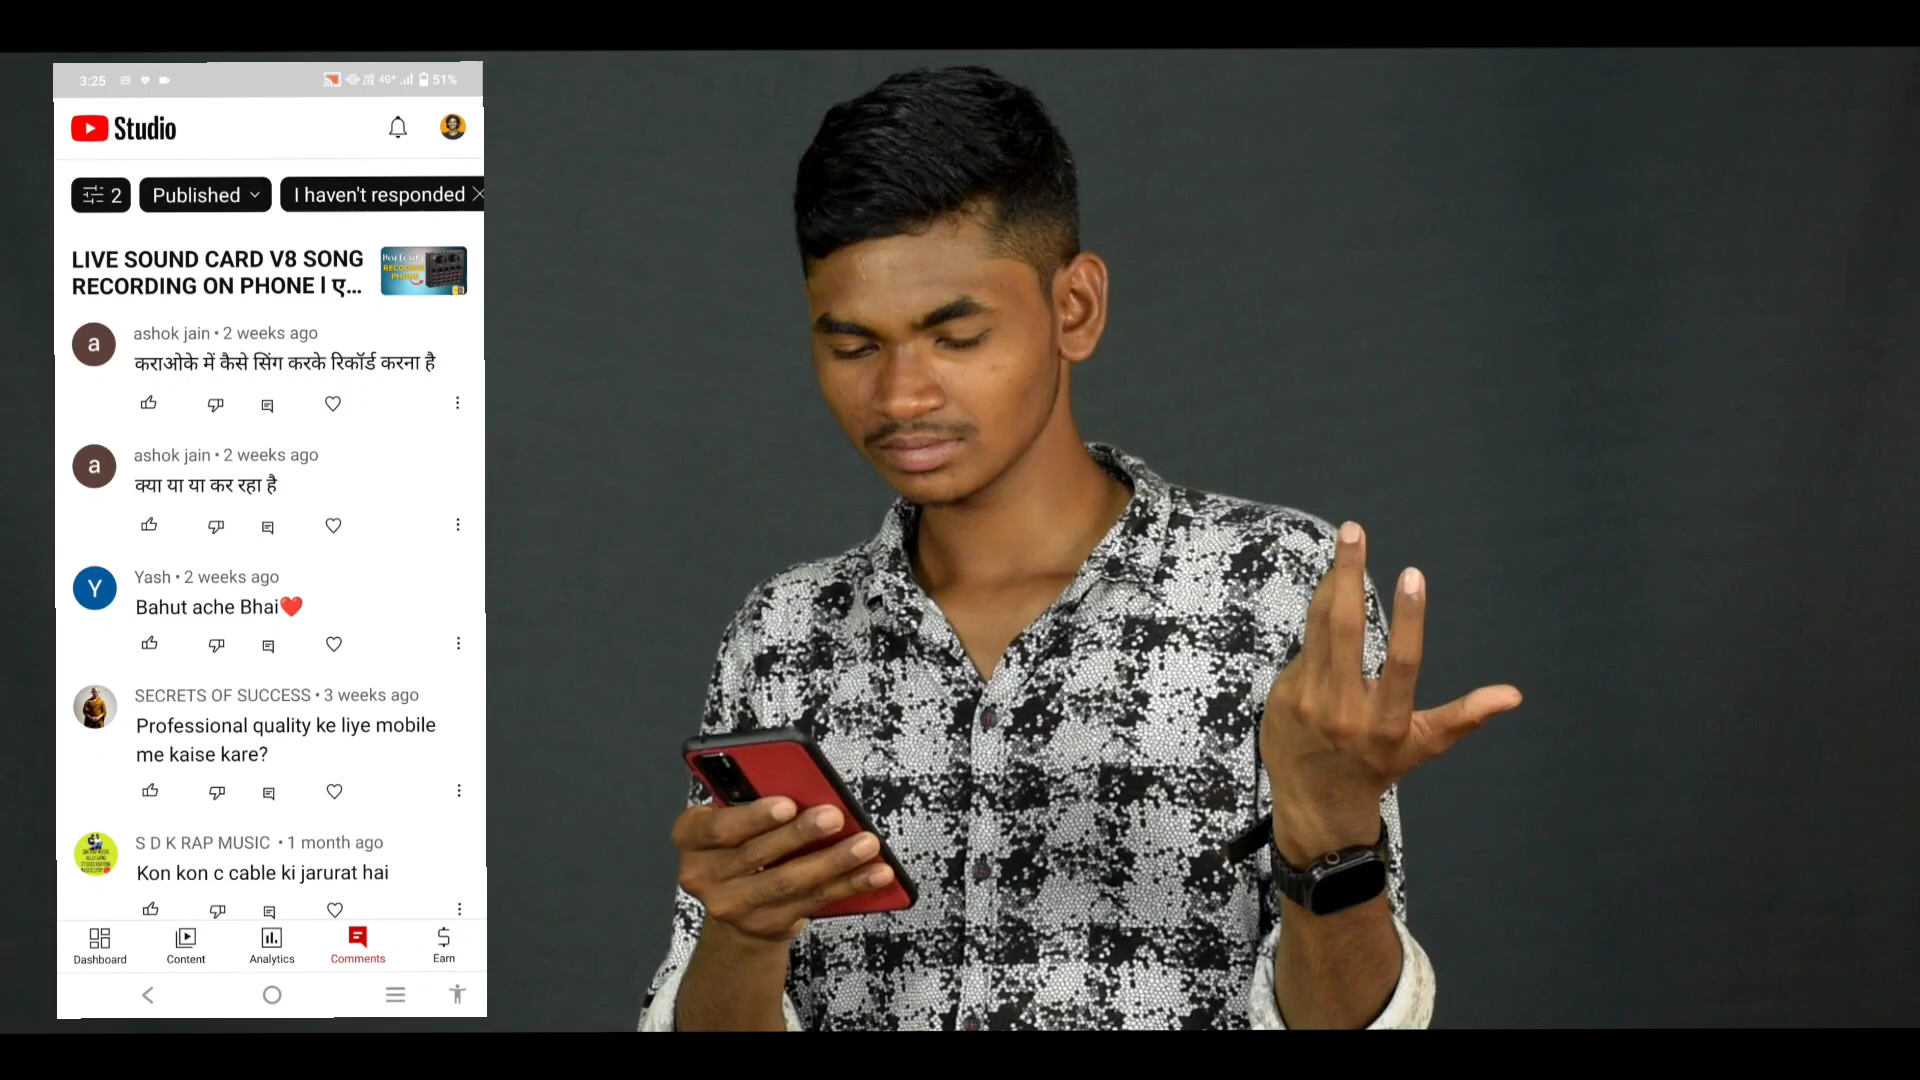 3:25
4G+ 51%
Studio
2 Published I haven't responded
LIVE SOUND CARD V8 SONG
RECORDING ON PHONE l ए...
RECORDING
PHONE
a
ashok jain • 2 weeks ago
कराओके में कैसे सिंग करके रिकॉर्ड करना है
a
ashok jain • 2 weeks ago
क्या या या कर रहा है
Y
Yash • 2 weeks ago
Bahut ache Bhai❤️
SECRETS OF SUCCESS • 3 weeks ago
Professional quality ke liye mobile
me kaise kare?
S D K RAP MUSIC • 1 month ago
Kon kon c cable ki jarurat hai
Dashboard Content Analytics Comments Earn